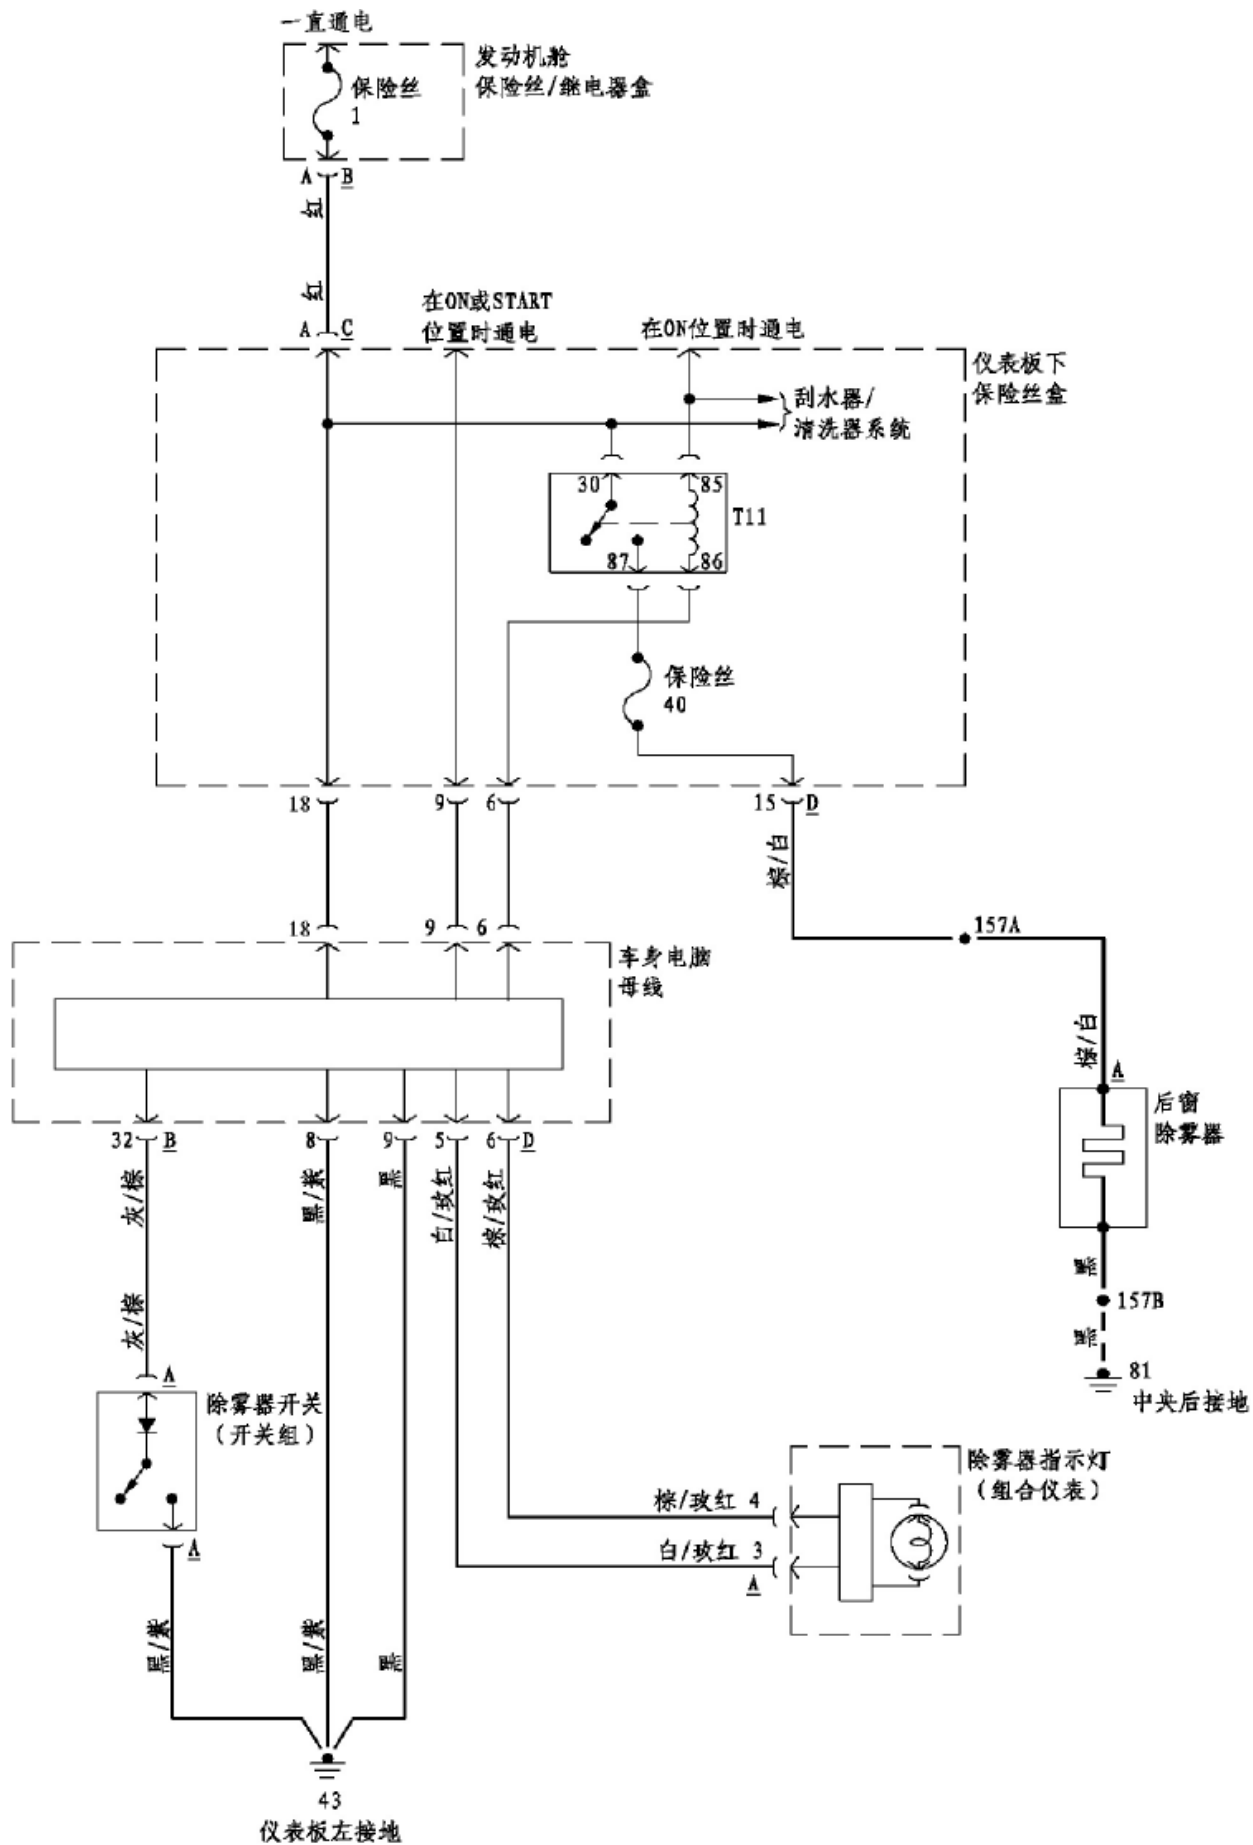 一直通电
发动机舱
保险丝/继电器盒
保险丝
1
A
B
红
红
A
C
在ON或START
位置时通电
在ON位置时通电
仪表板下
保险丝盒
刮水器/
清洗器系统
30
85
T11
87
86
保险丝
40
18
9
6
15
D
棕/白
18
9
6
157A
车身电脑
母线
棕/白
A
后窗
除雾器
32
B
8
9
5
6
D
灰/棕
黑/紫
黑
白/玫红
棕/玫红
黑
157B
黑
81
中央后接地
灰/棕
A
除雾器开关
（开关组）
除雾器指示灯
（组合仪表）
棕/玫红 4
白/玫红 3
A
A
黑/紫
黑/紫
黑
43
仪表板左接地